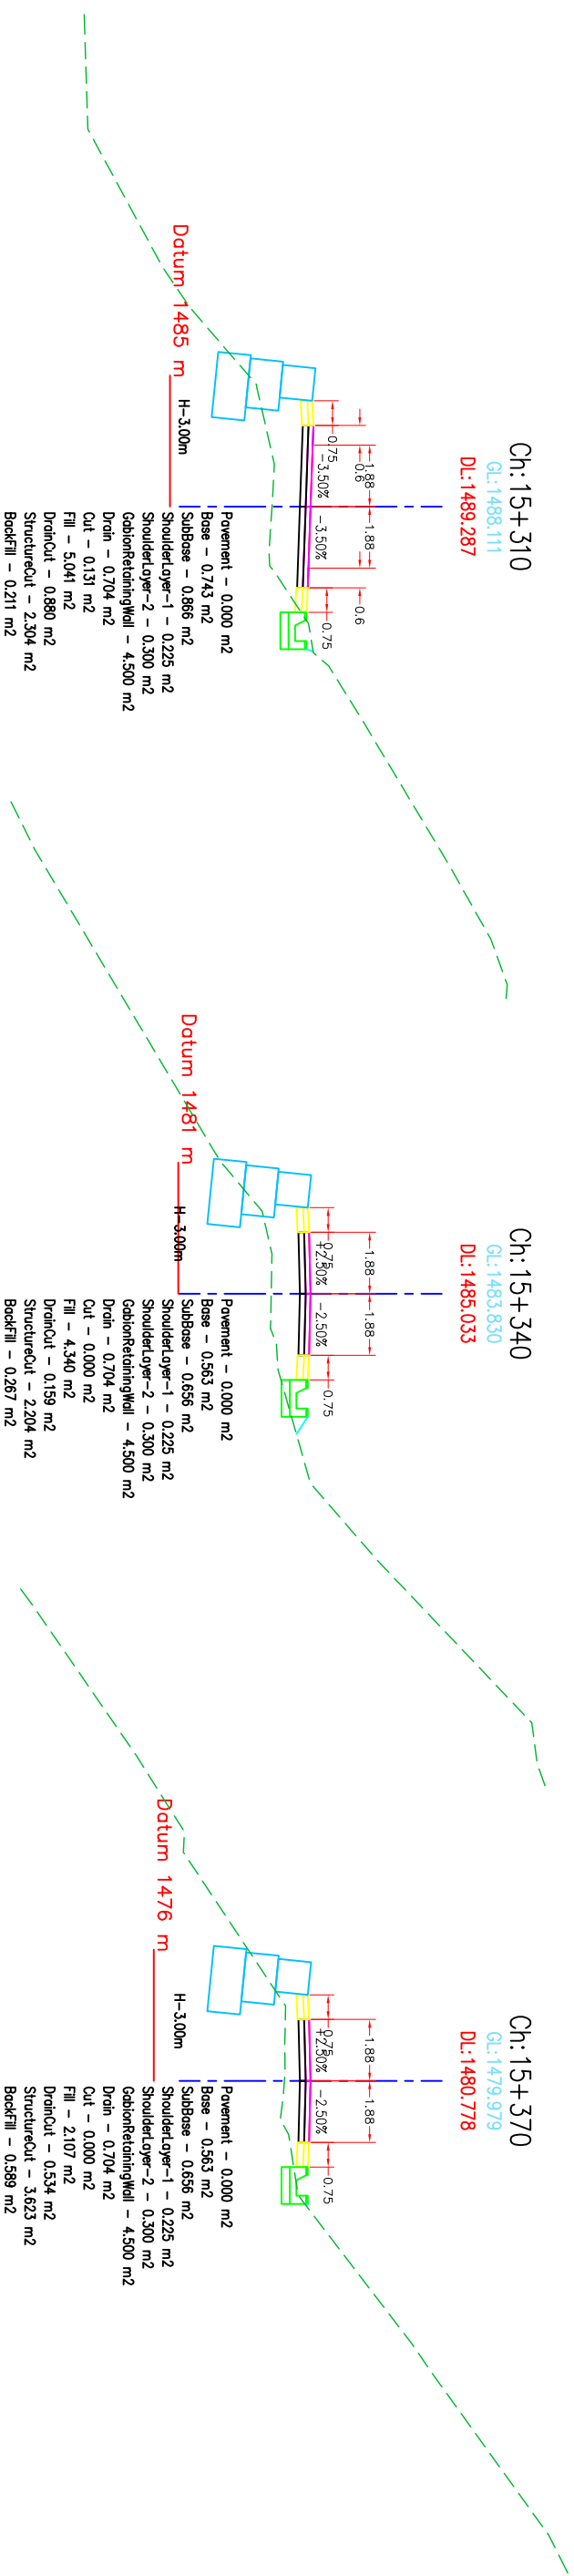 Ch:15+310
GL:1488.111
DL:1489.287
1.88
1.88
0.6
0.6
0.75
0.75
-3.50%
-3.50%
Datum 1485 m
H-3.00m
Pavement - 0.000 m2
Base - 0.743 m2
SubBase - 0.866 m2
ShoulderLayer-1 - 0.225 m2
ShoulderLayer-2 - 0.300 m2
GabionRetainingWall - 4.500 m2
Drain - 0.704 m2
Cut - 0.131 m2
Fill - 5.041 m2
DrainCut - 0.880 m2
StructureCut - 2.304 m2
BackFill - 0.211 m2
Ch:15+340
GL:1483.830
DL:1485.033
1.88
1.88
0.75
0.75
+2.50%
-2.50%
Datum 1481 m
H-3.00m
Pavement - 0.000 m2
Base - 0.563 m2
SubBase - 0.656 m2
ShoulderLayer-1 - 0.225 m2
ShoulderLayer-2 - 0.300 m2
GabionRetainingWall - 4.500 m2
Drain - 0.704 m2
Cut - 0.000 m2
Fill - 4.340 m2
DrainCut - 0.159 m2
StructureCut - 2.204 m2
BackFill - 0.267 m2
Ch:15+370
GL:1479.979
DL:1480.778
1.88
1.88
0.75
0.75
+2.50%
-2.50%
Datum 1476 m
H-3.00m
Pavement - 0.000 m2
Base - 0.563 m2
SubBase - 0.656 m2
ShoulderLayer-1 - 0.225 m2
ShoulderLayer-2 - 0.300 m2
GabionRetainingWall - 4.500 m2
Drain - 0.704 m2
Cut - 0.000 m2
Fill - 2.107 m2
DrainCut - 0.534 m2
StructureCut - 3.623 m2
BackFill - 0.589 m2